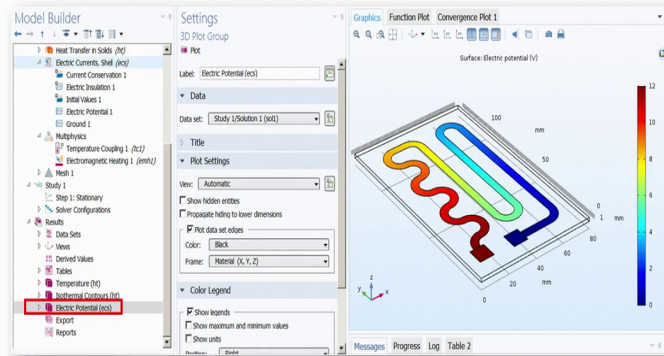 Model Builder
Heat Transfer in Solids (ht)
Electric Currents, Shell (ecs)
Current Conservation 1
Electric Insulation 1
Initial Values 1
Electric Potential 1
Ground 1
Multiphysics
Temperature Coupling 1 (tc1)
Electromagnetic Heating 1 (emh1)
Mesh 1
Study 1
Step 1: Stationary
Solver Configurations
Results
Data Sets
Views
Derived Values
Tables
Temperature (ht)
Isothermal Contours (ht)
Electric Potential (ecs)
Export
Reports
Settings
3D Plot Group
Plot
Label: Electric Potential (ecs)
Data
Data set: Study 1/Solution 1 (sol1)
Title
Plot Settings
View: Automatic
Show hidden entities
Propagate hiding to lower dimensions
Plot data set edges
Color: Black
Frame: Material (X, Y, Z)
Color Legend
Show legends
Show maximum and minimum values
Show units
Position: Right
Graphics Function Plot Convergence Plot 1
Surface: Electric potential (V)
100
mm
50
0
1 mm
0
20
40
mm
60
80
z
y
x
12
10
8
6
4
2
0
Messages Progress Log Table 2